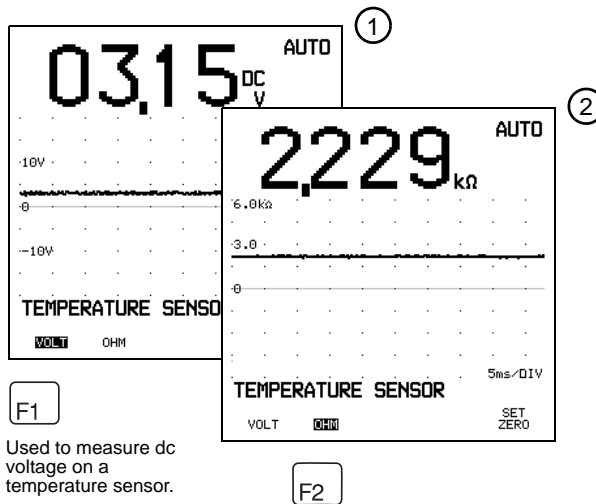 1
AUTO
03.15 DC V
10V
0
-10V
TEMPERATURE SENSO
VOLT OHM
F1
Used to measure dc
voltage on a
temperature sensor.
2
AUTO
2.229 kΩ
6.0kΩ
3.0
0
5ms/DIV
TEMPERATURE SENSOR
VOLT OHM SET ZERO
F2